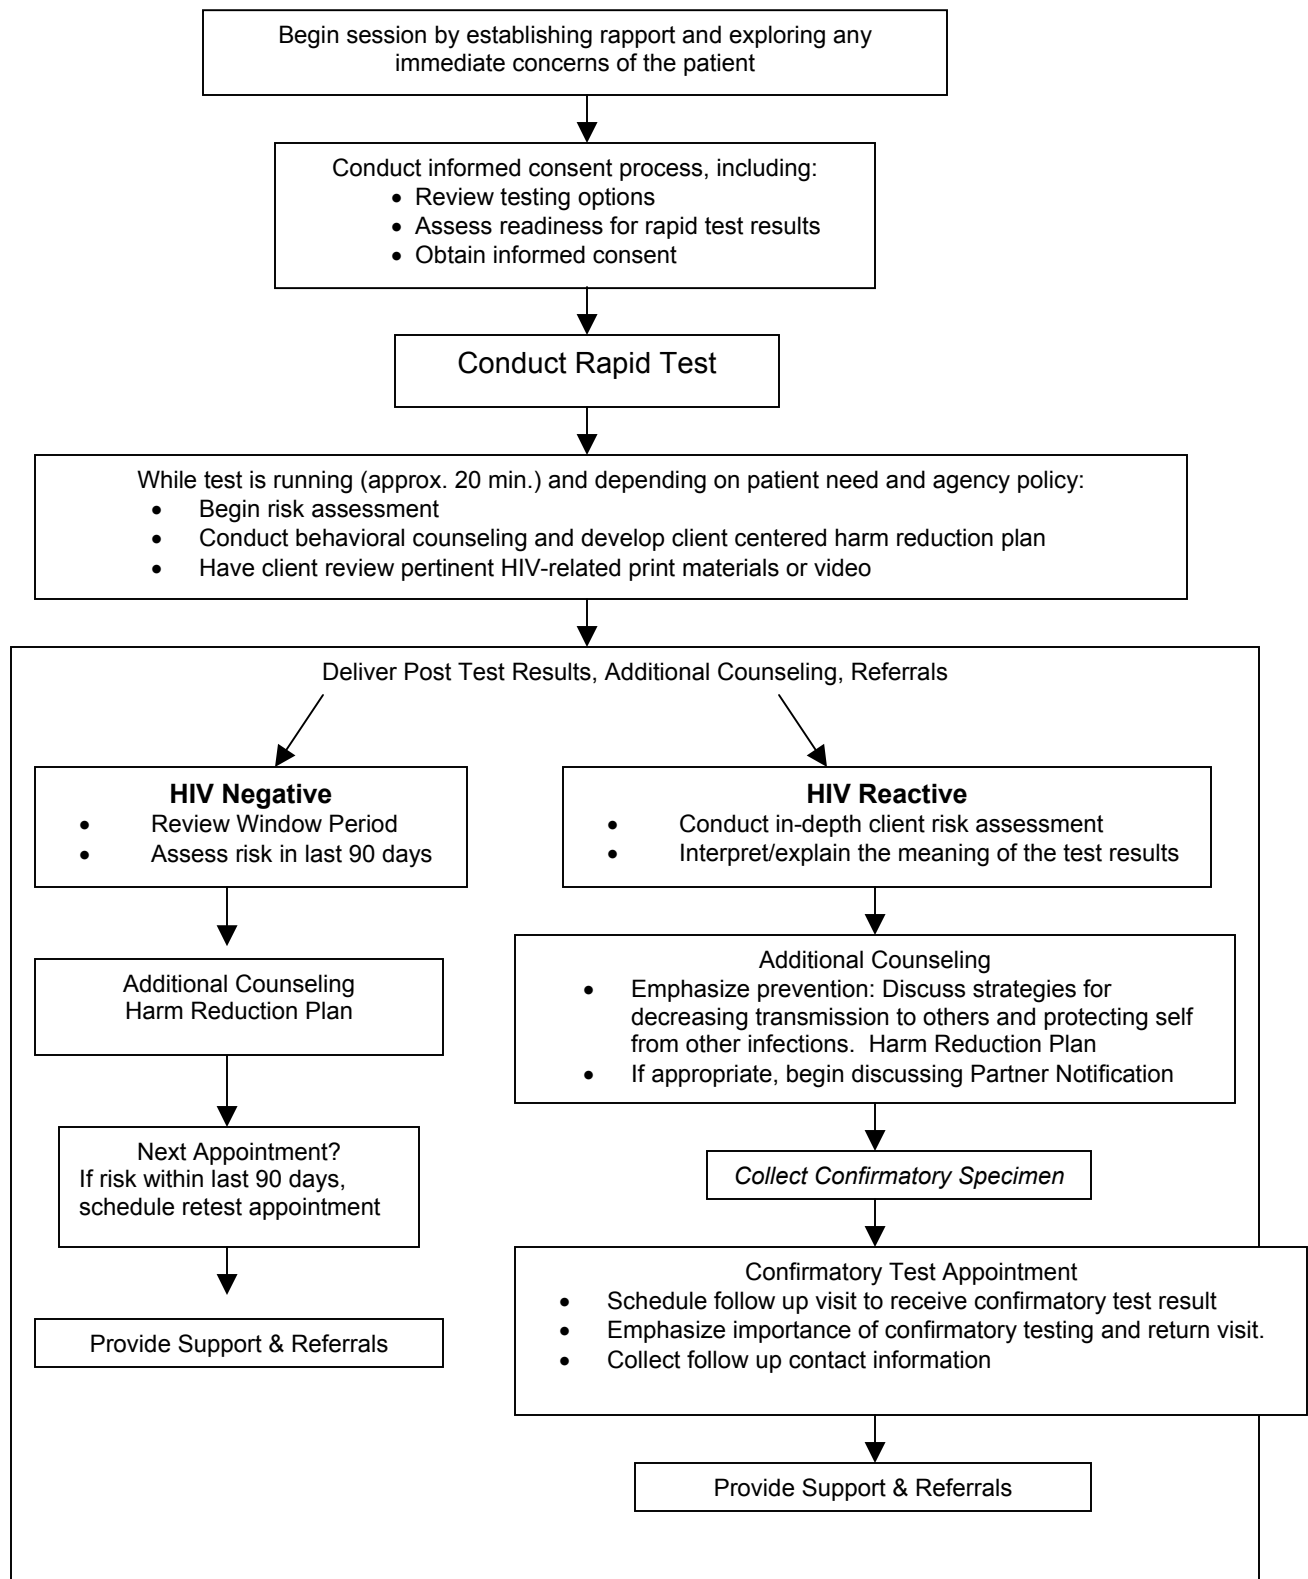 Begin session by establishing rapport and exploring any
immediate concerns of the patient
Conduct informed consent process, including:
• Review testing options
• Assess readiness for rapid test results
• Obtain informed consent
Conduct Rapid Test
While test is running (approx. 20 min.) and depending on patient need and agency policy:
• Begin risk assessment
• Conduct behavioral counseling and develop client centered harm reduction plan
• Have client review pertinent HIV-related print materials or video
Deliver Post Test Results, Additional Counseling, Referrals
HIV Negative
• Review Window Period
• Assess risk in last 90 days
Additional Counseling
Harm Reduction Plan
Next Appointment?
If risk within last 90 days,
schedule retest appointment
Provide Support & Referrals
HIV Reactive
• Conduct in-depth client risk assessment
• Interpret/explain the meaning of the test results
Additional Counseling
• Emphasize prevention: Discuss strategies for
decreasing transmission to others and protecting self
from other infections.  Harm Reduction Plan
• If appropriate, begin discussing Partner Notification
Collect Confirmatory Specimen
Confirmatory Test Appointment
• Schedule follow up visit to receive confirmatory test result
• Emphasize importance of confirmatory testing and return visit.
• Collect follow up contact information
Provide Support & Referrals